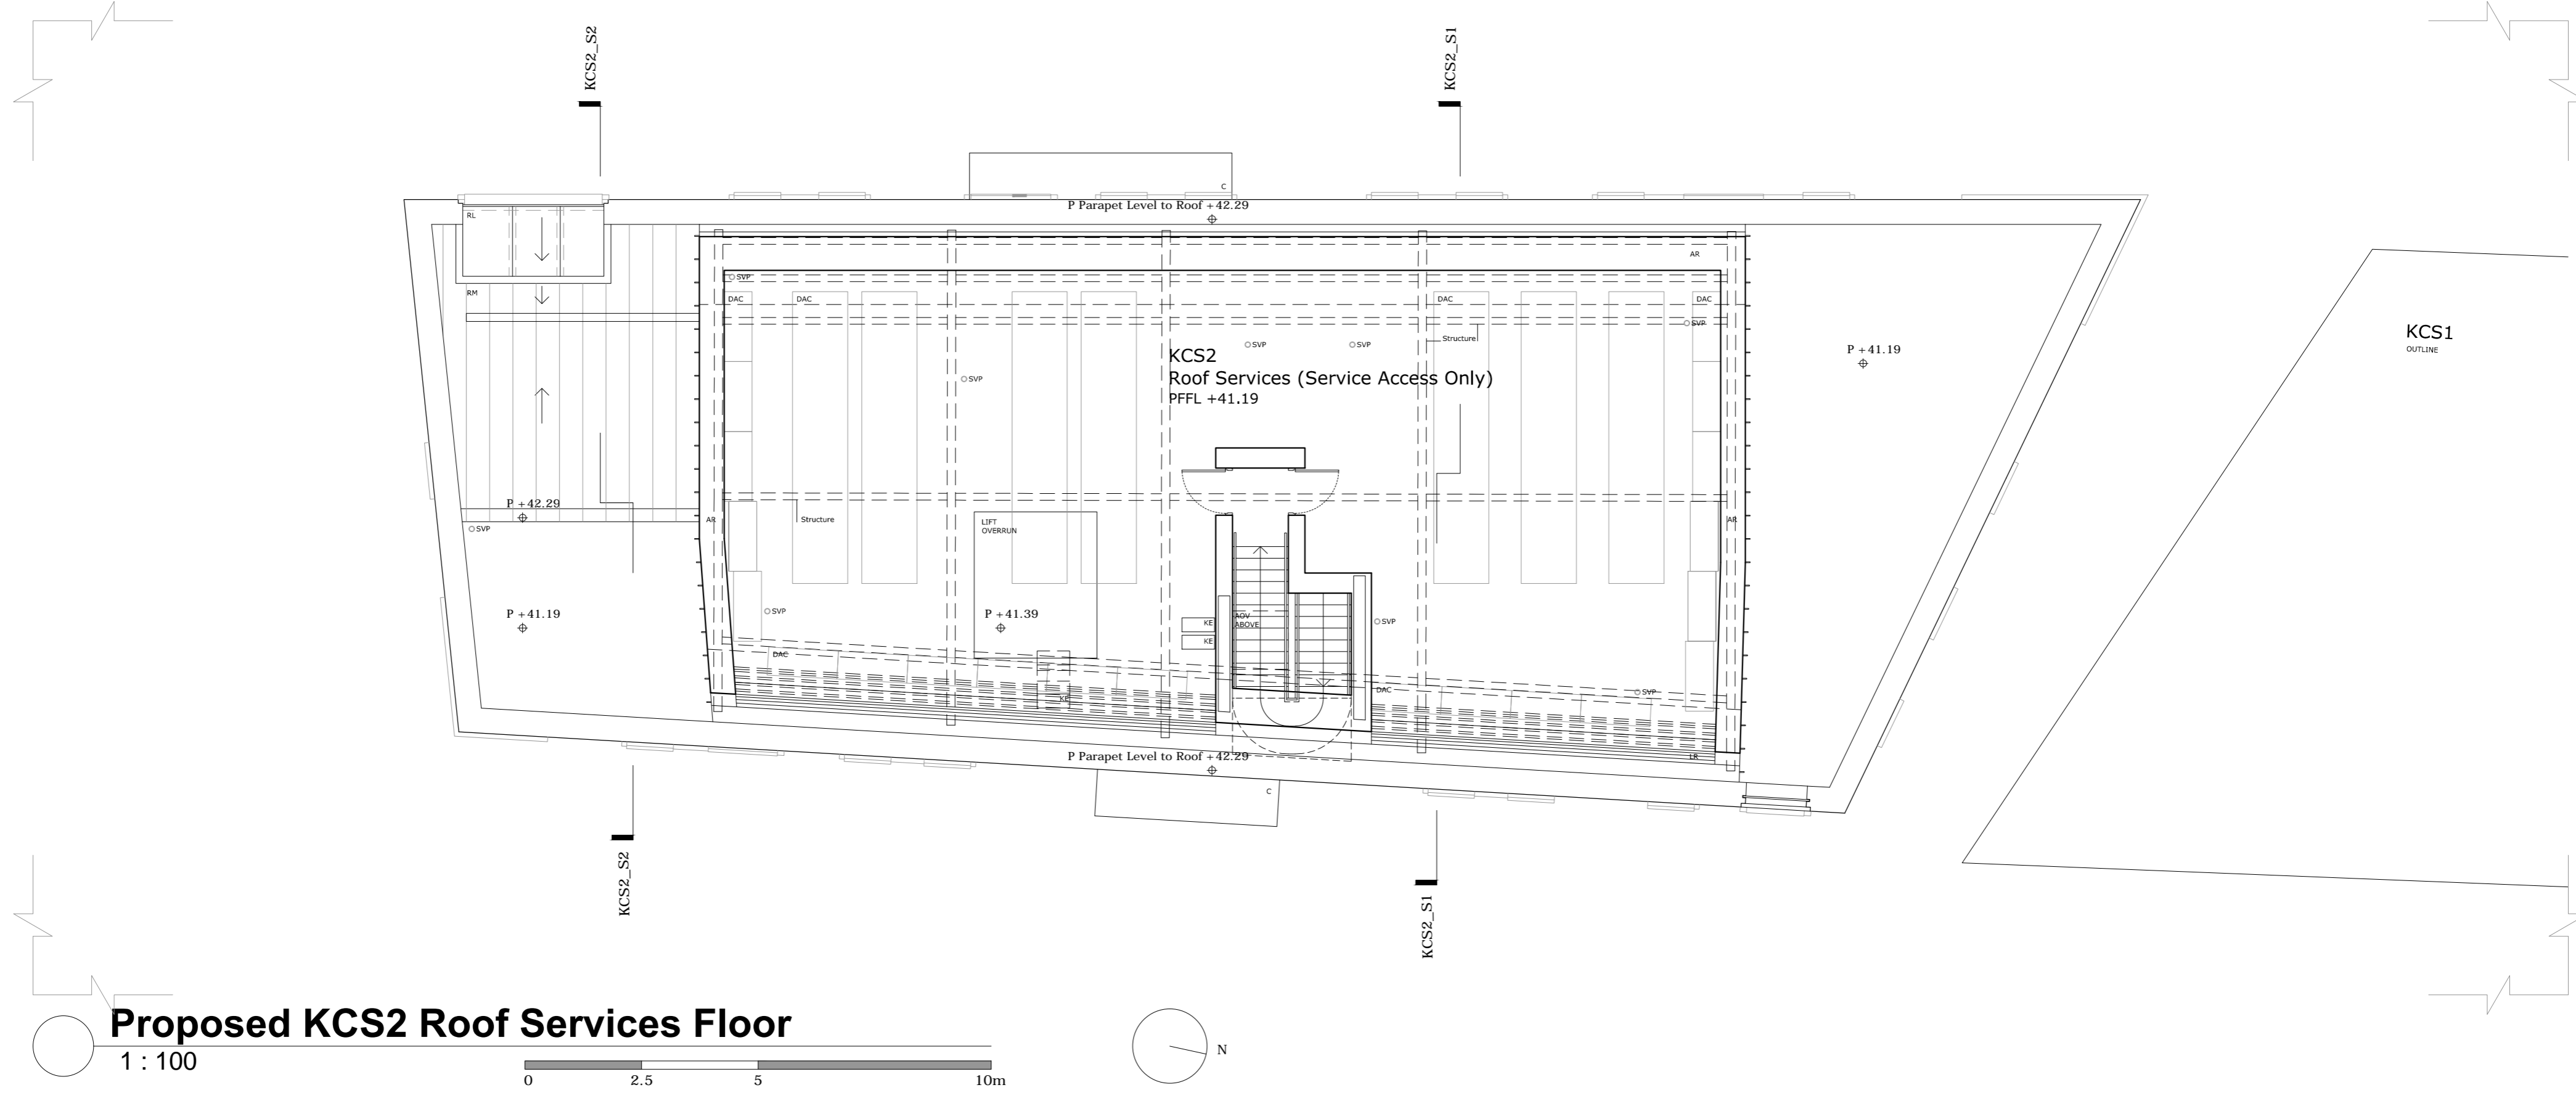 KCS2_S2
KCS2_S1
C
P Parapet Level to Roof +42.29
RL
AR
SVP
RM
DAC
DAC
DAC
DAC
SVP
KCS1
OUTLINE
Structure
SVP
SVP
P +41.19
KCS2
Roof Services (Service Access Only)
PFFL +41.19
SVP
P +42.29
SVP
AR
Structure
LIFT
OVERRUN
AR
P +41.19
SVP
P +41.39
KE
KE
AOV
ABOVE
SVP
DAC
DAC
SVP
KE
P Parapet Level to Roof +42.29
LR
C
KCS2_S2
KCS2_S1
Proposed KCS2 Roof Services Floor
1 : 100
0 2.5 5 10m
N